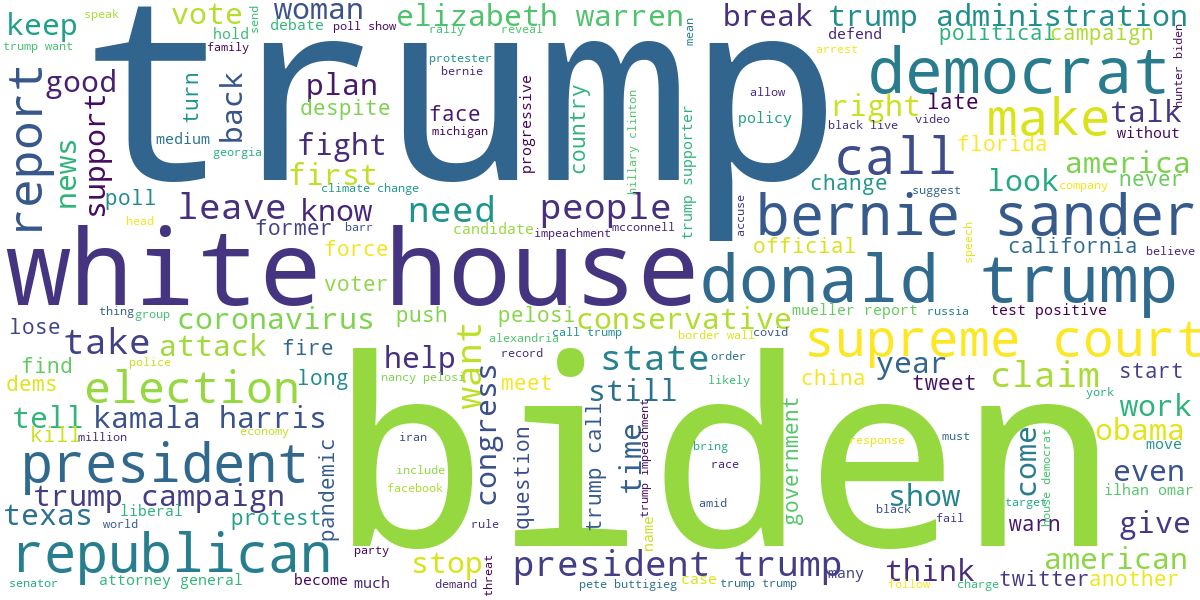 trump
biden
white house
donald trump
supreme court
democrat
republican
president
bernie sander
president trump
election
make
call
state
elizabeth warren
trump administration
kamala harris
trump campaign
report
conservative
coronavirus
people
american
america
attack
take
leave
know
need
want
time
claim
show
still
help
stop
think
give
work
obama
year
come
congress
even
look
talk
right
break
vote
woman
keep
good
support
news
back
turn
plan
despite
fight
first
face
country
progressive
policy
medium
georgia
climate change
michigan
protester
bernie
allow
hillary clinton
trump supporter
mean
rally
reveal
debate
poll show
send
hold
family
speak
trump want
political
campaign
defend
arrest
hunter biden
late
black live
video
without
florida
change
suggest
company
never
poll
head
former
barr
candidate
impeachment
mcconnell
accuse
official
speech
california
believe
force
voter
thing
group
push
pelosi
call trump
alexandria
record
border wall
covid
mueller report
russia
test positive
lose
find
dems
police
fire
long
nancy pelosi
meet
order
likely
china
tweet
start
york
tell
kill
million
economy
iran
include
facebook
question
trump call
trump impeachment
bring
race
amid
government
response
must
black
fail
target
house democrat
move
ilhan omar
warn
texas
world
liberal
protest
pandemic
rule
name
party
threat
demand
much
become
attorney general
senator
pete buttigieg
case
trump trump
many
follow
charge
twitter
another